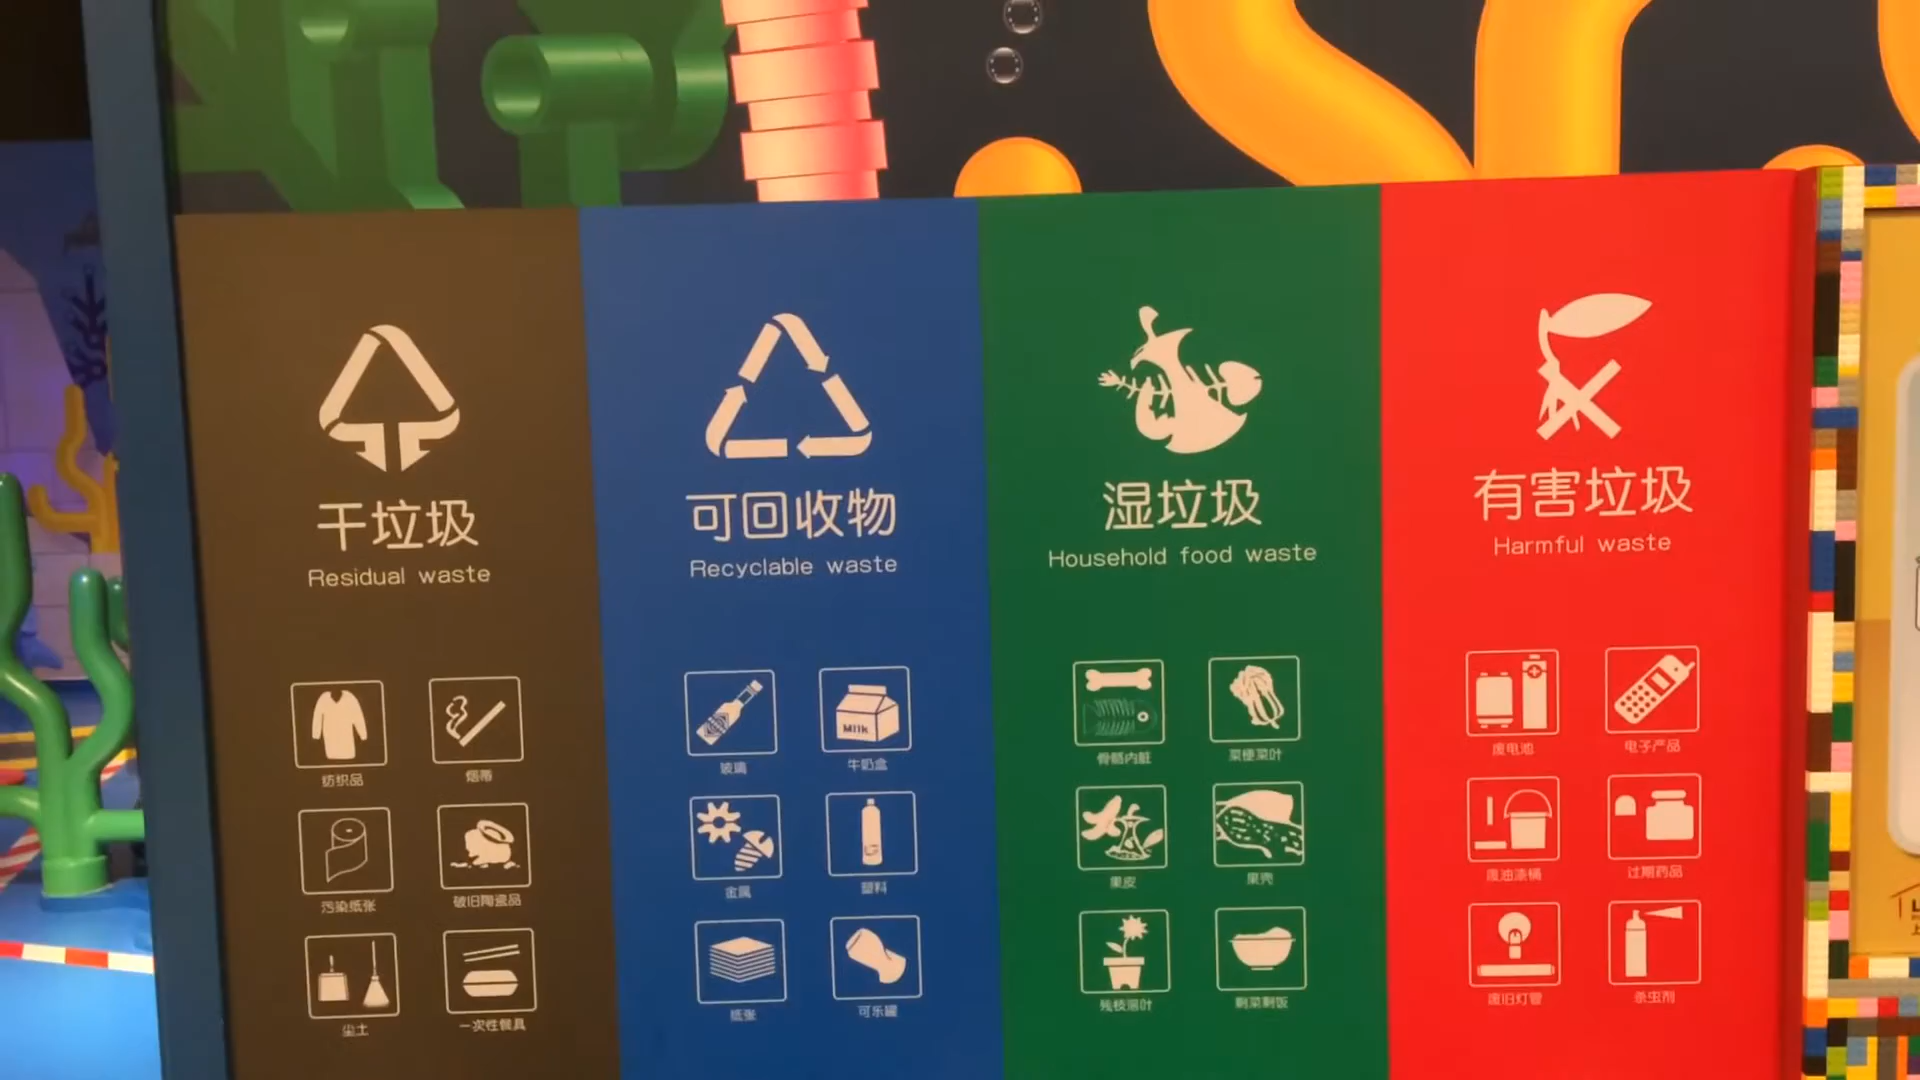 干垃圾
Residual waste
纺织品
烟蒂
污染纸张
破旧陶瓷品
尘土
一次性餐具
可回收物
Recyclable waste
玻璃
Milk
牛奶盒
金属
塑料
纸张
可乐罐
湿垃圾
Household food waste
骨骼内脏
菜梗菜叶
果皮
果壳
残枝落叶
剩菜剩饭
有害垃圾
Harmful waste
废电池
电子产品
废油漆桶
过期药品
废旧灯管
杀虫剂